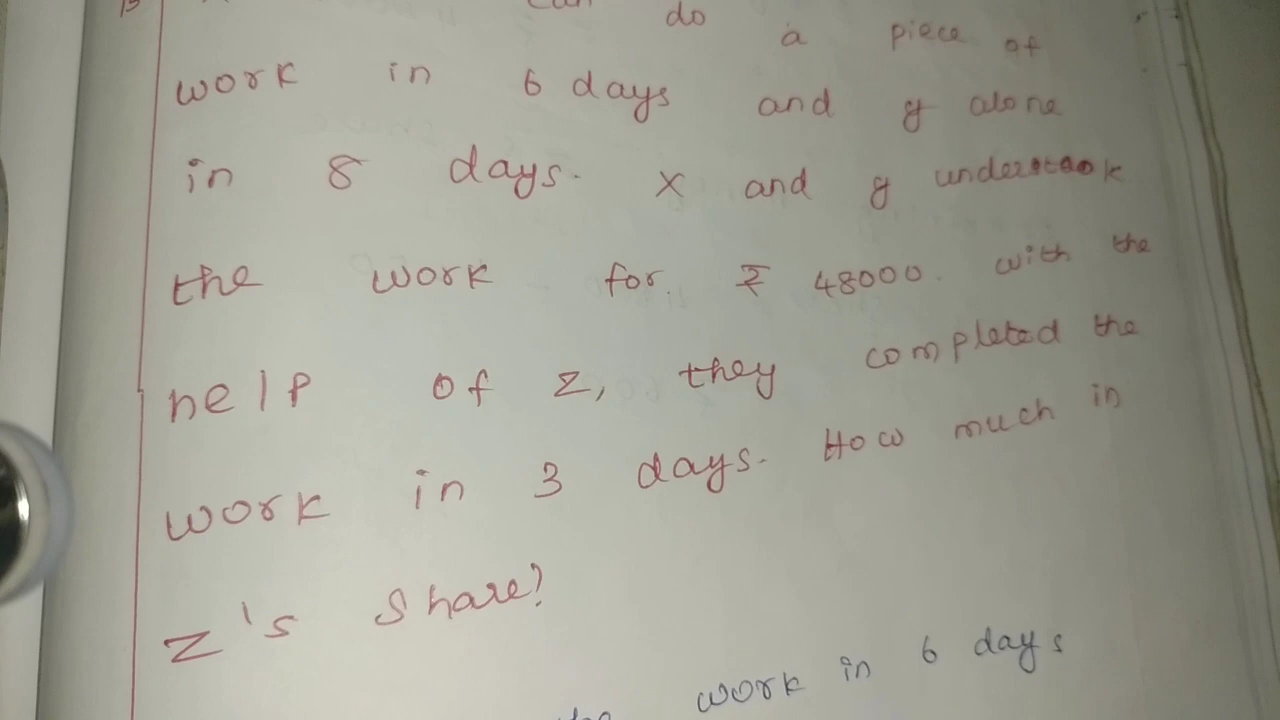 can do a piece of
work in 6 days and y alone
in 8 days. X and y undertook
the work for ₹ 48000. with the
help of z, they completed the
work in 3 days. How much in
z's share?
work in 6 days